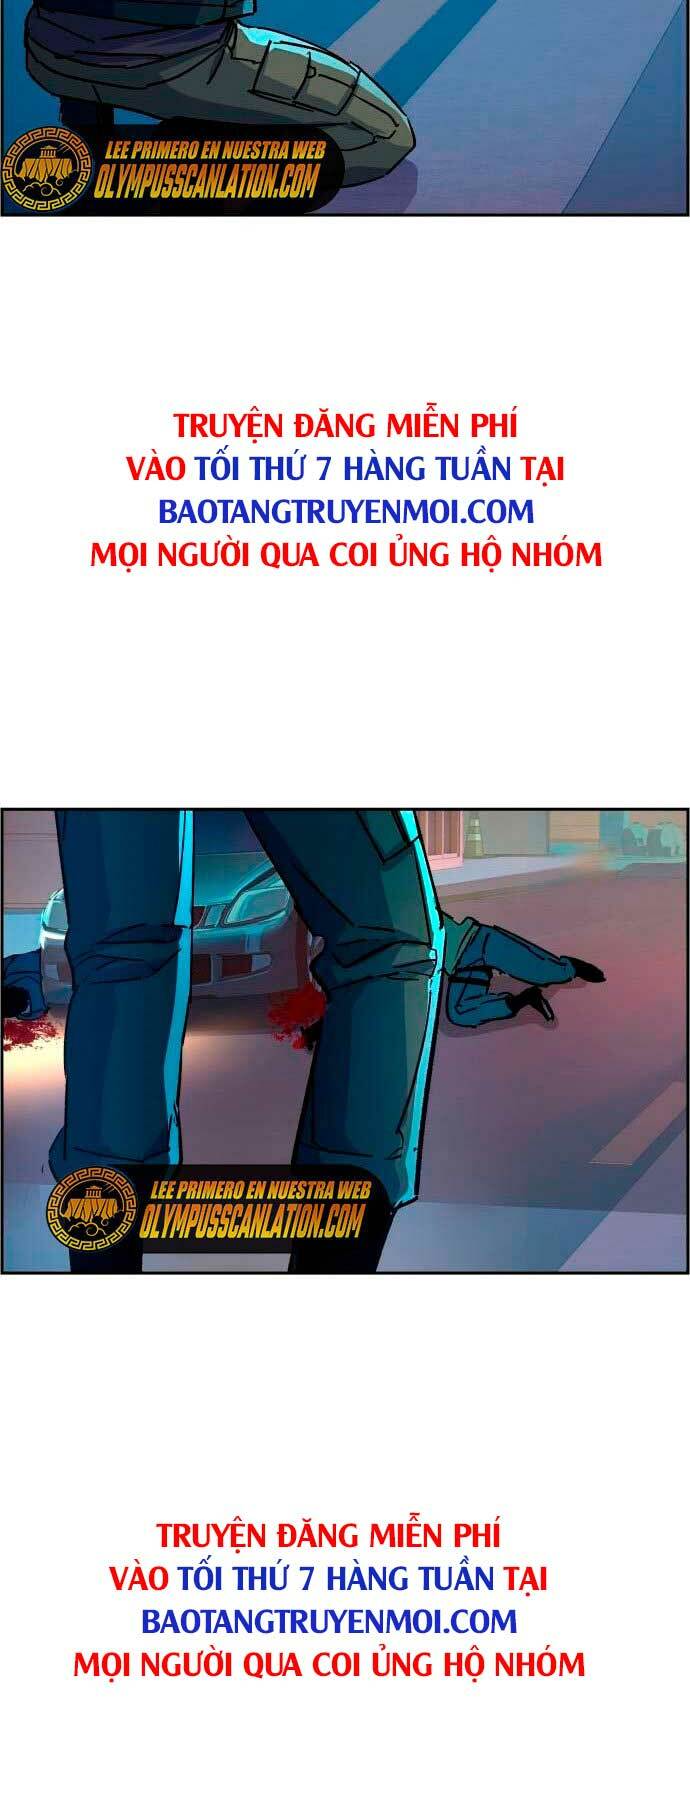 LEE PRIMERO EN NUESTRA WEB
OLYMPUSSCANLATION.COM
TRUYỆN ĐĂNG MIỄN PHÍ
VÀO TỐI THỨ 7 HÀNG TUẦN TẠI
BAOTANGTRUYENMOI.COM
MỌI NGƯỜI QUA COI ỦNG HỘ NHÓM
LEE PRIMERO EN NUESTRA WEB
OLYMPUSSCANLATION.COM
TRUYỆN ĐĂNG MIỄN PHÍ
VÀO TỐI THỨ 7 HÀNG TUẦN TẠI
BAOTANGTRUYENMOI.COM
MỌI NGƯỜI QUA COI ỦNG HỘ NHÓM